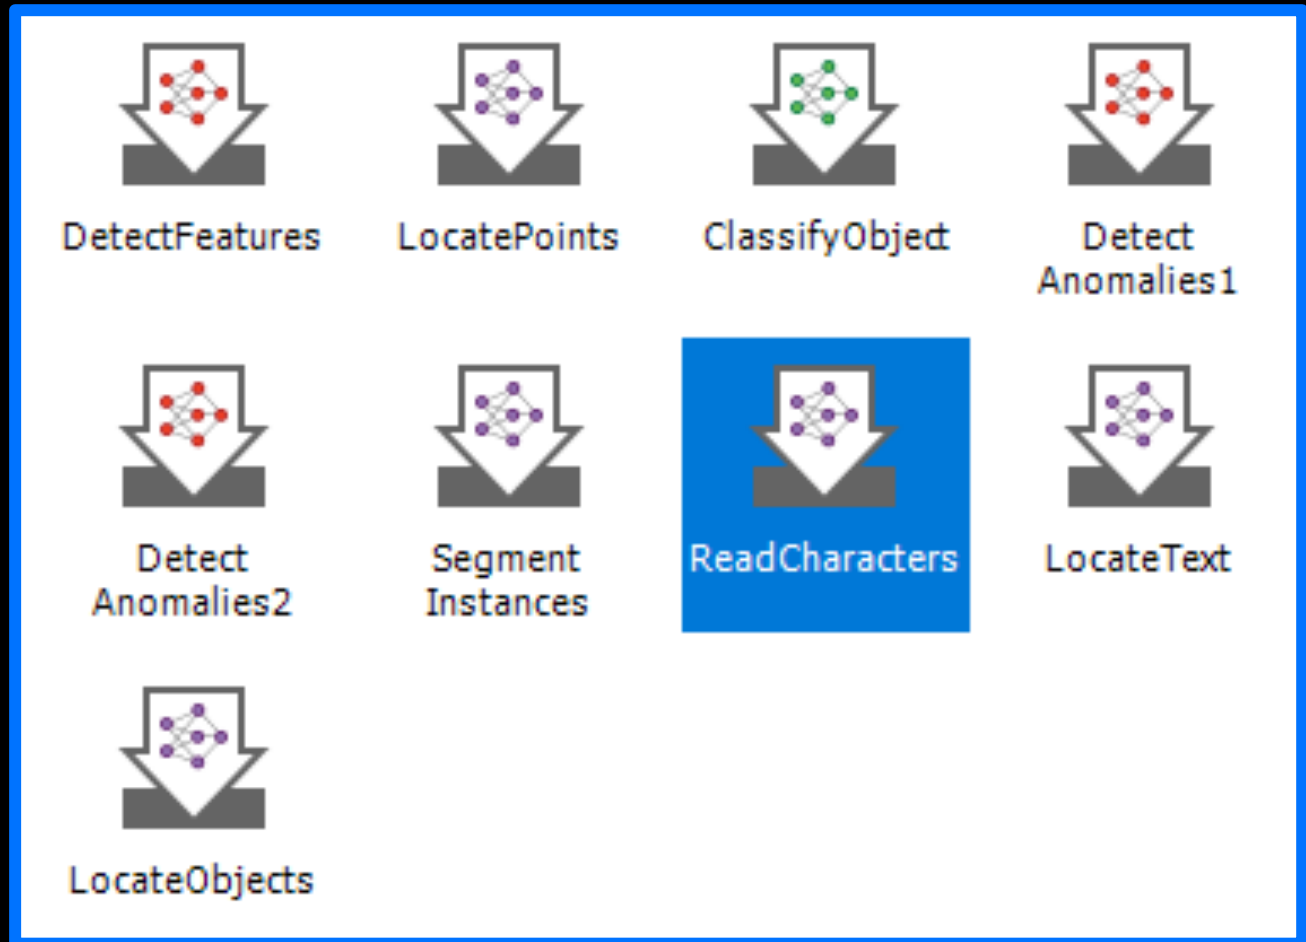 DetectFeatures
LocatePoints
ClassifyObject
Detect
Anomalies1
Detect
Anomalies2
Segment
Instances
ReadCharacters
LocateText
LocateObjects